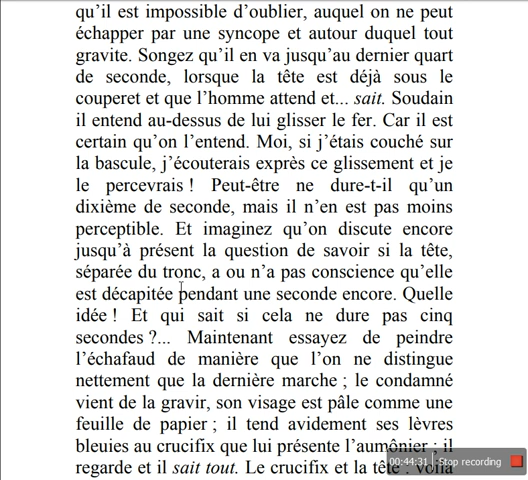 qu'il est impossible d'oublier, auquel on ne peut
échapper par une syncope et autour duquel tout
gravite. Songez qu'il en va jusqu'au dernier quart
de seconde, lorsque la tête est déjà sous le
couperet et que l'homme attend et... sait. Soudain
il entend au-dessus de lui glisser le fer. Car il est
certain qu'on l'entend. Moi, si j'étais couché sur
la bascule, j'écouterais exprès ce glissement et je
le percevrais ! Peut-être ne dure-t-il qu'un
dixième de seconde, mais il n'en est pas moins
perceptible. Et imaginez qu'on discute encore
jusqu'à présent la question de savoir si la tête,
séparée du tronc, a ou n'a pas conscience qu'elle
est décapitée pendant une seconde encore. Quelle
idée ! Et qui sait si cela ne dure pas cinq
secondes ?... Maintenant essayez de peindre
l'échafaud de manière que l'on ne distingue
nettement que la dernière marche ; le condamné
vient de la gravir, son visage est pâle comme une
feuille de papier ; il tend avidement ses lèvres
bleuies au crucifix que lui présente l'aumônier ; il
regarde et il sait tout. Le crucifix et la tête : voilà
00:44:31 Stop recording